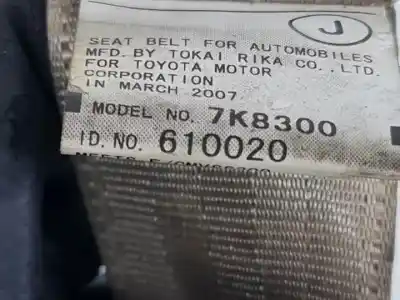 J
SEAT BELT FOR AUTOMOBILES
MFD. BY TOKAI RIKA CO., LTD.
FOR TOYOTA MOTOR
CORPORATION
IN MARCH 2007
MODEL NO. 7K8300
ID. NO. 610020
MEETS